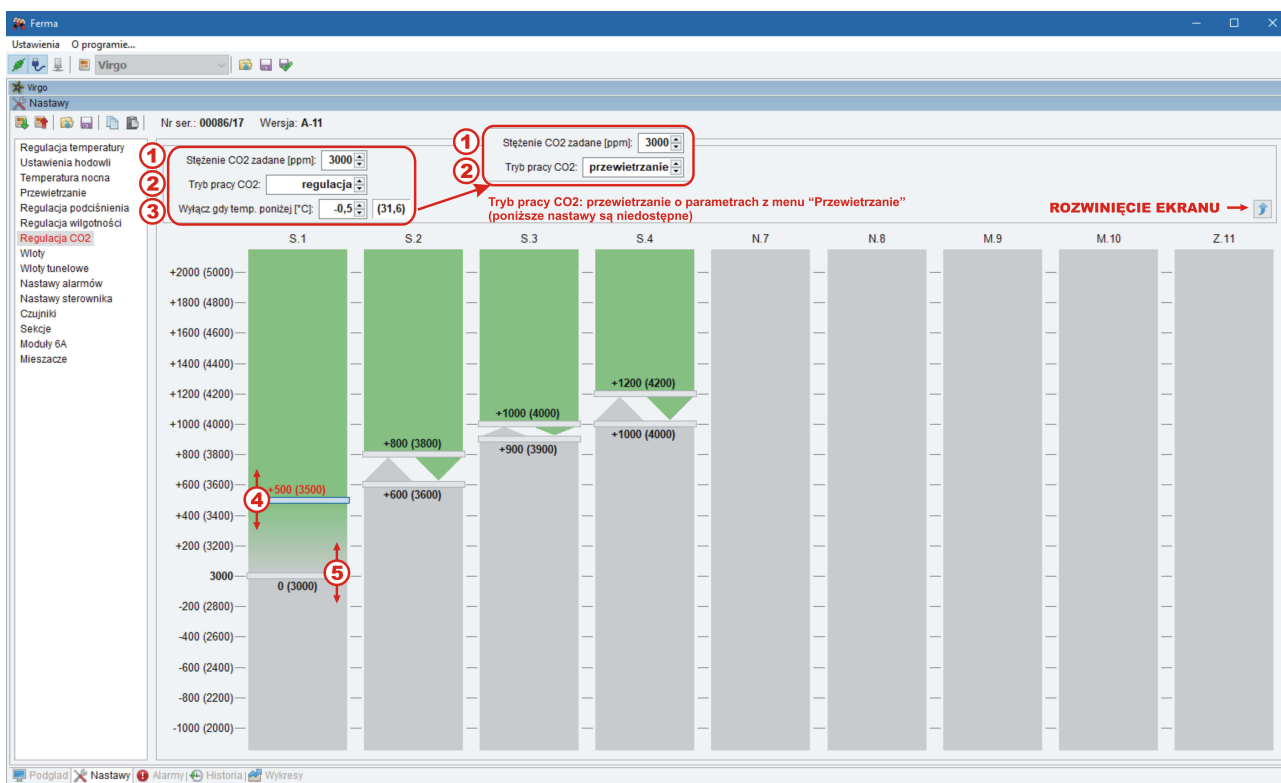 Ferma
Ustawienia O programie...
Virgo
Virgo
Nastawy
Nr ser.: 00086/17 Wersja: A-11
Regulacja temperatury
Ustawienia hodowli
Temperatura nocna
Przewietrzanie
Regulacja podciśnienia
Regulacja wilgotności
Regulacja CO2
Wloty
Wloty tunelowe
Nastawy alarmów
Nastawy sterownika
Czujniki
Sekcje
Moduły 6A
Mieszacze
1 Stężenie CO2 zadane [ppm]: 3000
2 Tryb pracy CO2: regulacja
3 Wyłącz gdy temp. poniżej [°C]: -0,5 (31,6)
1 Stężenie CO2 zadane [ppm]: 3000
2 Tryb pracy CO2: przewietrzanie
Tryb pracy CO2: przewietrzanie o parametrach z menu “Przewietrzanie”
(poniższe nastawy są niedostępne)
ROZWINIĘCIE EKRANU
S.1 S.2 S.3 S.4 N.7 N.8 M.9 M.10 Z.11
+2000 (5000)
+1800 (4800)
+1600 (4600)
+1400 (4400)
+1200 (4200)
+1000 (4000)
+800 (3800)
+600 (3600)
+400 (3400)
+200 (3200)
3000
-200 (2800)
-400 (2600)
-600 (2400)
-800 (2200)
-1000 (2000)
4 +500 (3500)
5
0 (3000)
+800 (3800)
+600 (3600)
+1000 (4000)
+900 (3900)
+1200 (4200)
+1000 (4000)
Podgląd Nastawy Alarmy Historia Wykresy